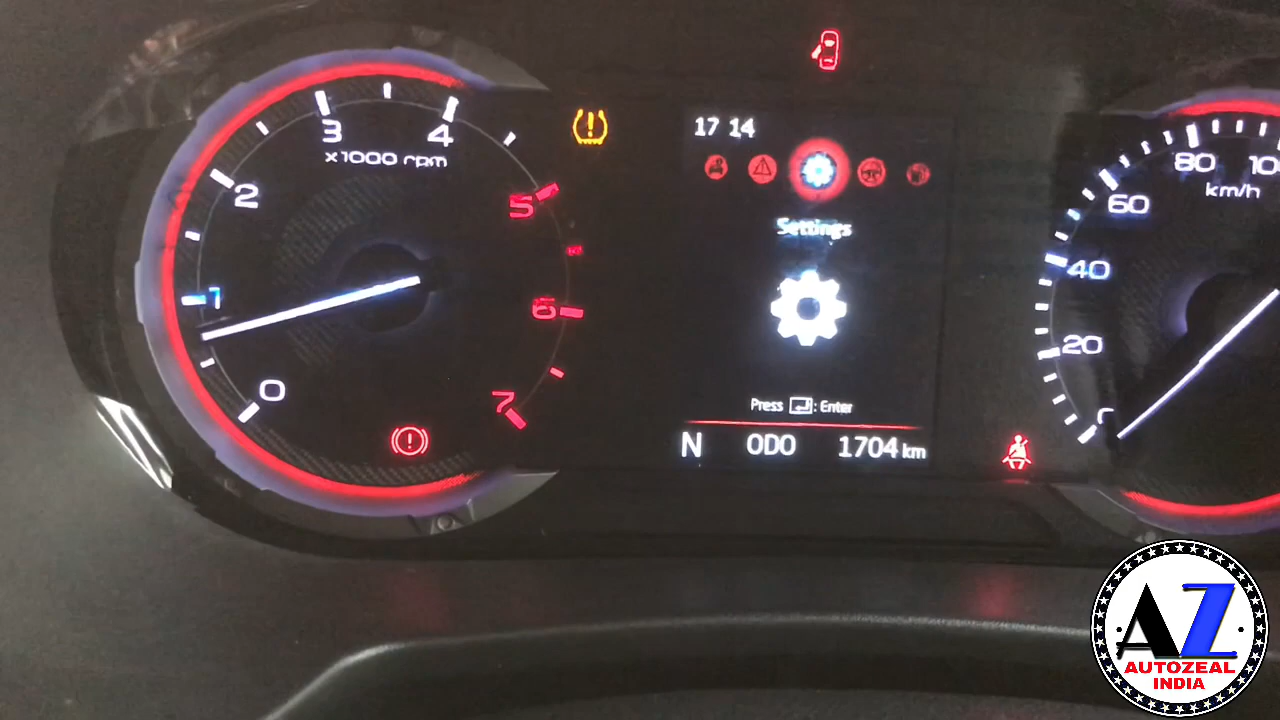 3
4
x1000 rpm
2
5
1
6
0
7
17 14
Settings
Press : Enter
N ODO 1704 km
80
60
km/h
40
20
AZ
AUTOZEAL
INDIA